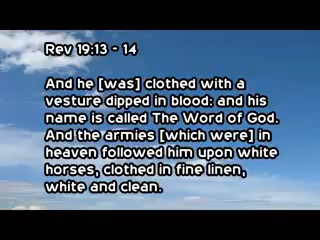 Rev 19:13 - 14
And he [was] clothed with a
vesture dipped in blood: and his
name is called The Word of God.
And the armies [which were] in
heaven followed him upon white
horses, clothed in fine linen,
white and clean.